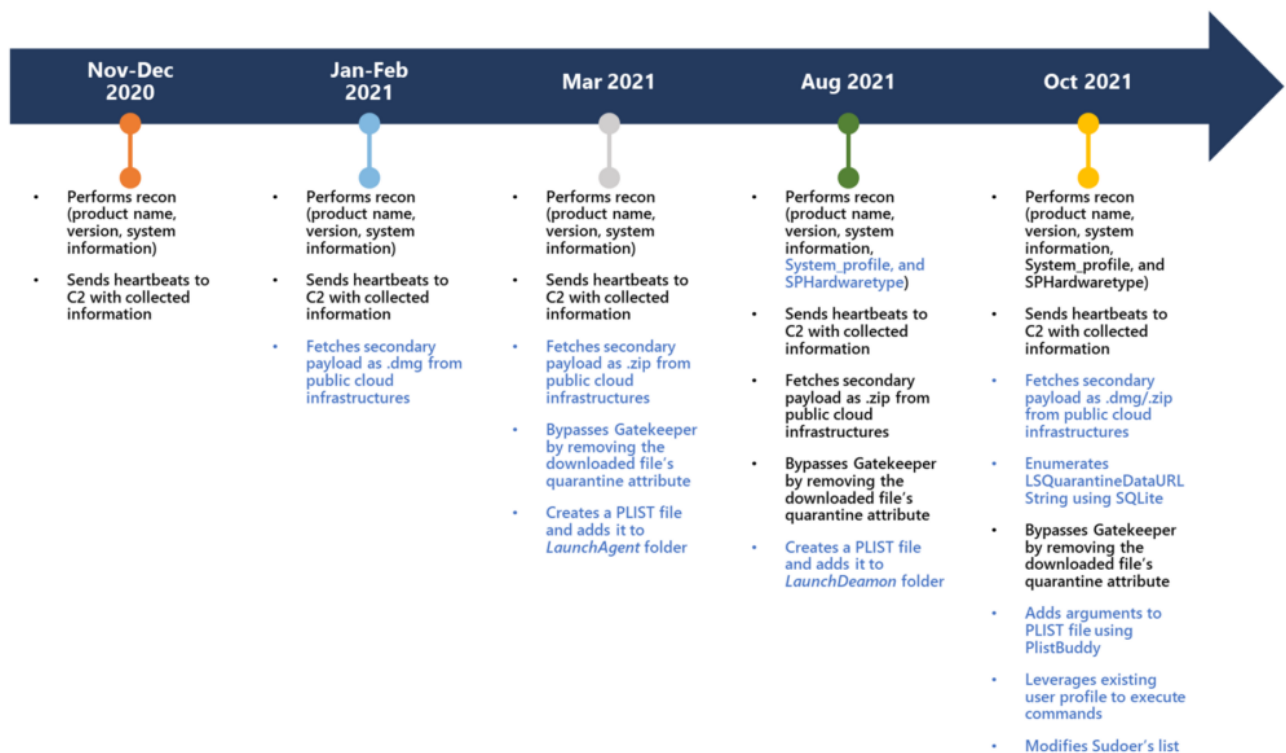 Nov-Dec
2020
Jan-Feb
2021
Mar 2021
Aug 2021
Oct 2021
• Performs recon
(product name,
version, system
information)
• Sends heartbeats to
C2 with collected
information
• Performs recon
(product name,
version, system
information)
• Sends heartbeats to
C2 with collected
information
• Fetches secondary
payload as .dmg from
public cloud
infrastructures
• Performs recon
(product name,
version, system
information)
• Sends heartbeats to
C2 with collected
information
• Fetches secondary
payload as .zip from
public cloud
infrastructures
• Bypasses Gatekeeper
by removing the
downloaded file's
quarantine attribute
• Creates a PLIST file
and adds it to
LaunchAgent folder
• Performs recon
(product name,
version, system
information,
System_profile, and
SPHardwaretype)
• Sends heartbeats to
C2 with collected
information
• Fetches secondary
payload as .zip from
public cloud
infrastructures
• Bypasses Gatekeeper
by removing the
downloaded file's
quarantine attribute
• Creates a PLIST file
and adds it to
LaunchDeamon folder
• Performs recon
(product name,
version, system
information,
System_profile, and
SPHardwaretype)
• Sends heartbeats to
C2 with collected
information
• Fetches secondary
payload as .dmg/.zip
from public cloud
infrastructures
• Enumerates
LSQuarantineDataURL
String using SQLite
• Bypasses Gatekeeper
by removing the
downloaded file's
quarantine attribute
• Adds arguments to
PLIST file using
PlistBuddy
• Leverages existing
user profile to execute
commands
• Modifies Sudoer's list